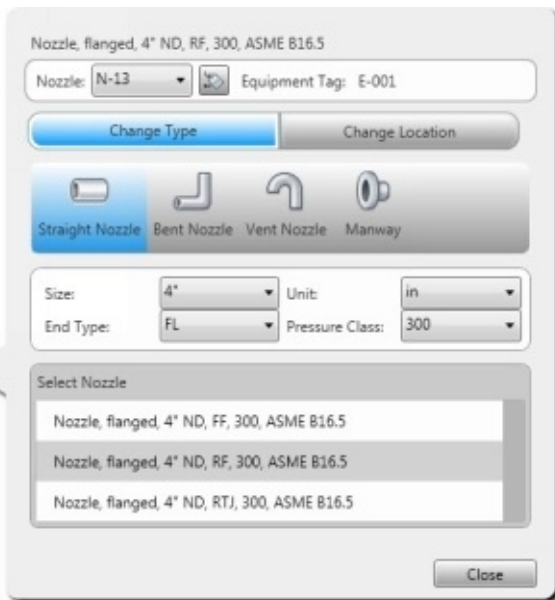 Nozzle, flanged, 4" ND, RF, 300, ASME B16.5
Nozzle: N-13 Equipment Tag: E-001
Change Type Change Location
Straight Nozzle Bent Nozzle Vent Nozzle Manway
Size: 4" Unit: in
End Type: FL Pressure Class: 300
Select Nozzle
Nozzle, flanged, 4" ND, FF, 300, ASME B16.5
Nozzle, flanged, 4" ND, RF, 300, ASME B16.5
Nozzle, flanged, 4" ND, RTJ, 300, ASME B16.5
Close